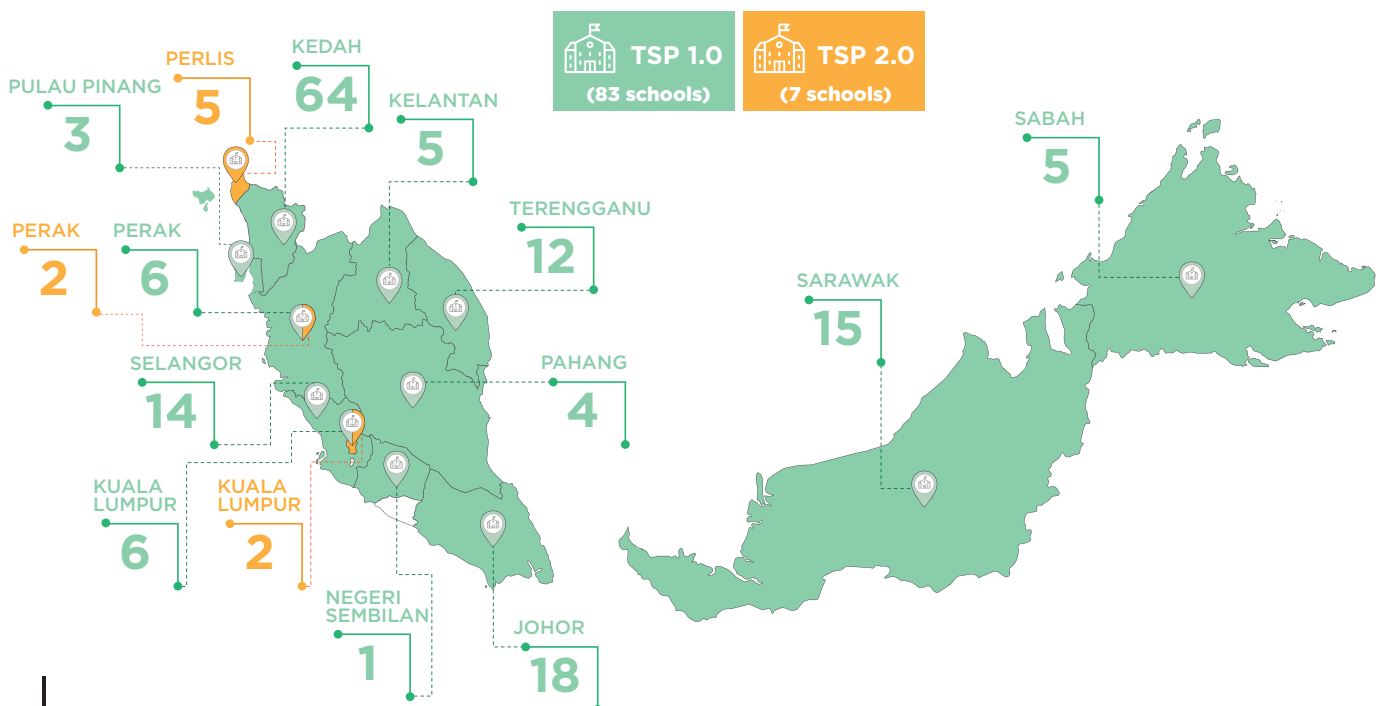 TSP 1.0
(83 schools)
TSP 2.0
(7 schools)
KEDAH
64
PERLIS
5
PULAU PINANG
3
KELANTAN
5
SABAH
5
TERENGGANU
12
PERAK
2
PERAK
6
SARAWAK
15
SELANGOR
14
PAHANG
4
KUALA
LUMPUR
6
KUALA
LUMPUR
2
NEGERI
SEMBILAN
1
JOHOR
18